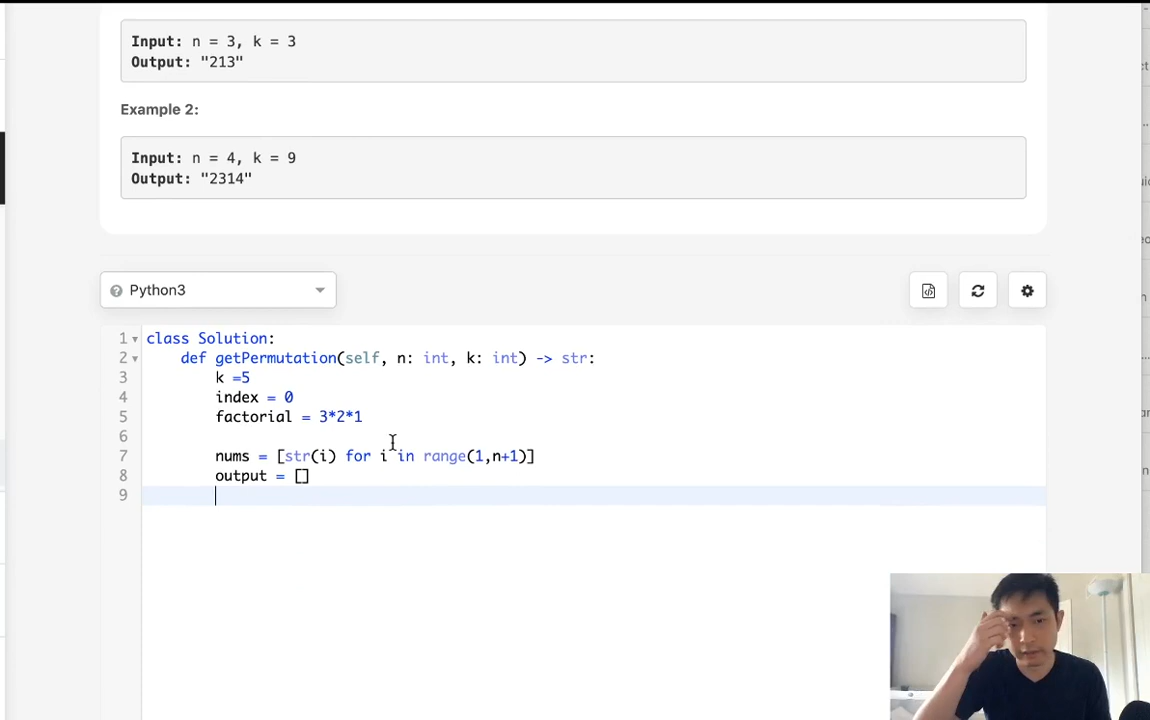 Input: n = 3, k = 3
Output: "213"
Example 2:
Input: n = 4, k = 9
Output: "2314"
Python3
1 class Solution:
2 def getPermutation(self, n: int, k: int) -> str:
3 k =5
4 index = 0
5 factorial = 3*2*1
6
7 nums = [str(i) for i in range(1,n+1)]
8 output = []
9